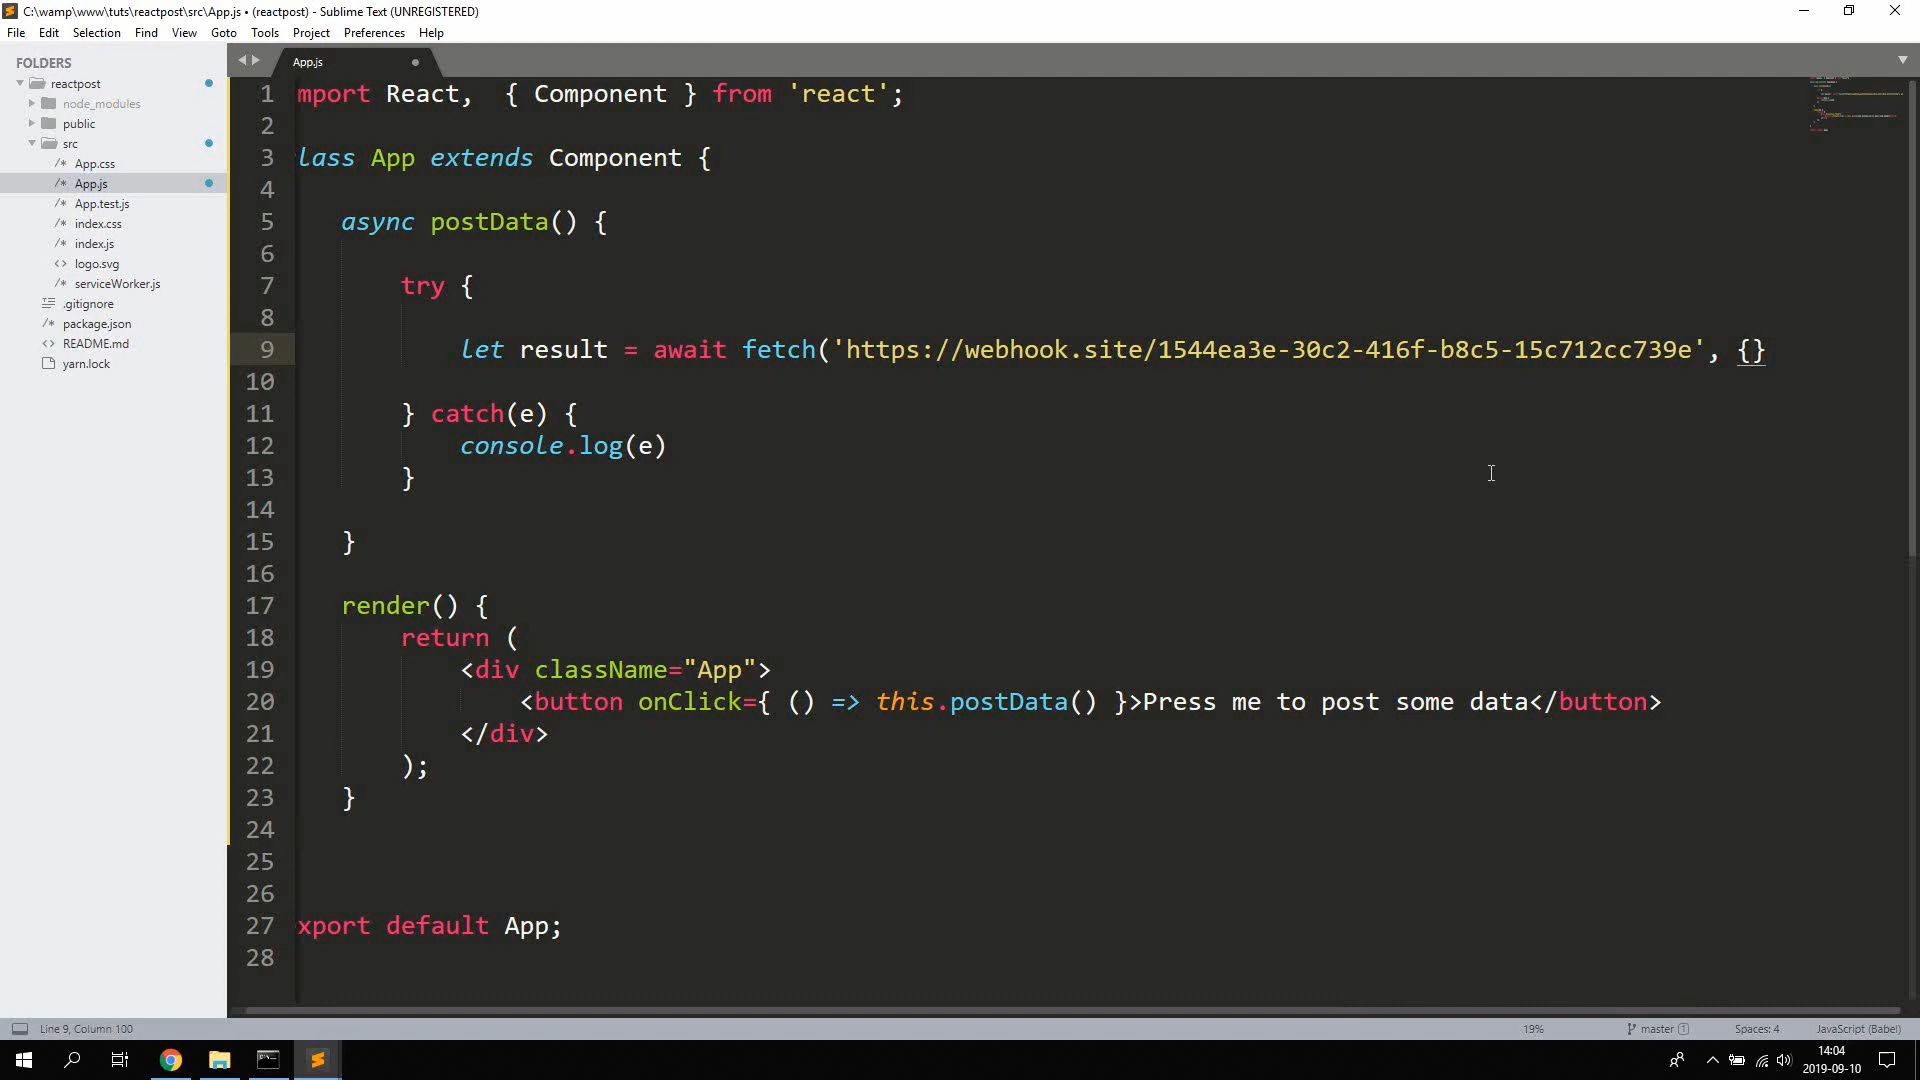 C:\wamp\www\tuts\reactpost\src\App.js • (reactpost) - Sublime Text (UNREGISTERED)
File Edit Selection Find View Goto Tools Project Preferences Help
FOLDERS
reactpost
node_modules
public
src
App.css
App.js
App.test.js
index.css
index.js
logo.svg
serviceWorker.js
.gitignore
package.json
README.md
yarn.lock
App.js
1 mport React,  { Component } from 'react';
2
3 lass App extends Component {
4
5 async postData() {
6
7 try {
8
9 let result = await fetch('https://webhook.site/1544ea3e-30c2-416f-b8c5-15c712cc739e', {}
10
11 } catch(e) {
12 console.log(e)
13 }
14
15 }
16
17 render() {
18 return (
19 <div className="App">
20 <button onClick={ () => this.postData() }>Press me to post some data</button>
21 </div>
22 );
23 }
24
25
26
27 xport default App;
28
Line 9, Column 100
19%
master 1
Spaces: 4
JavaScript (Babel)
14:04
2019-09-10